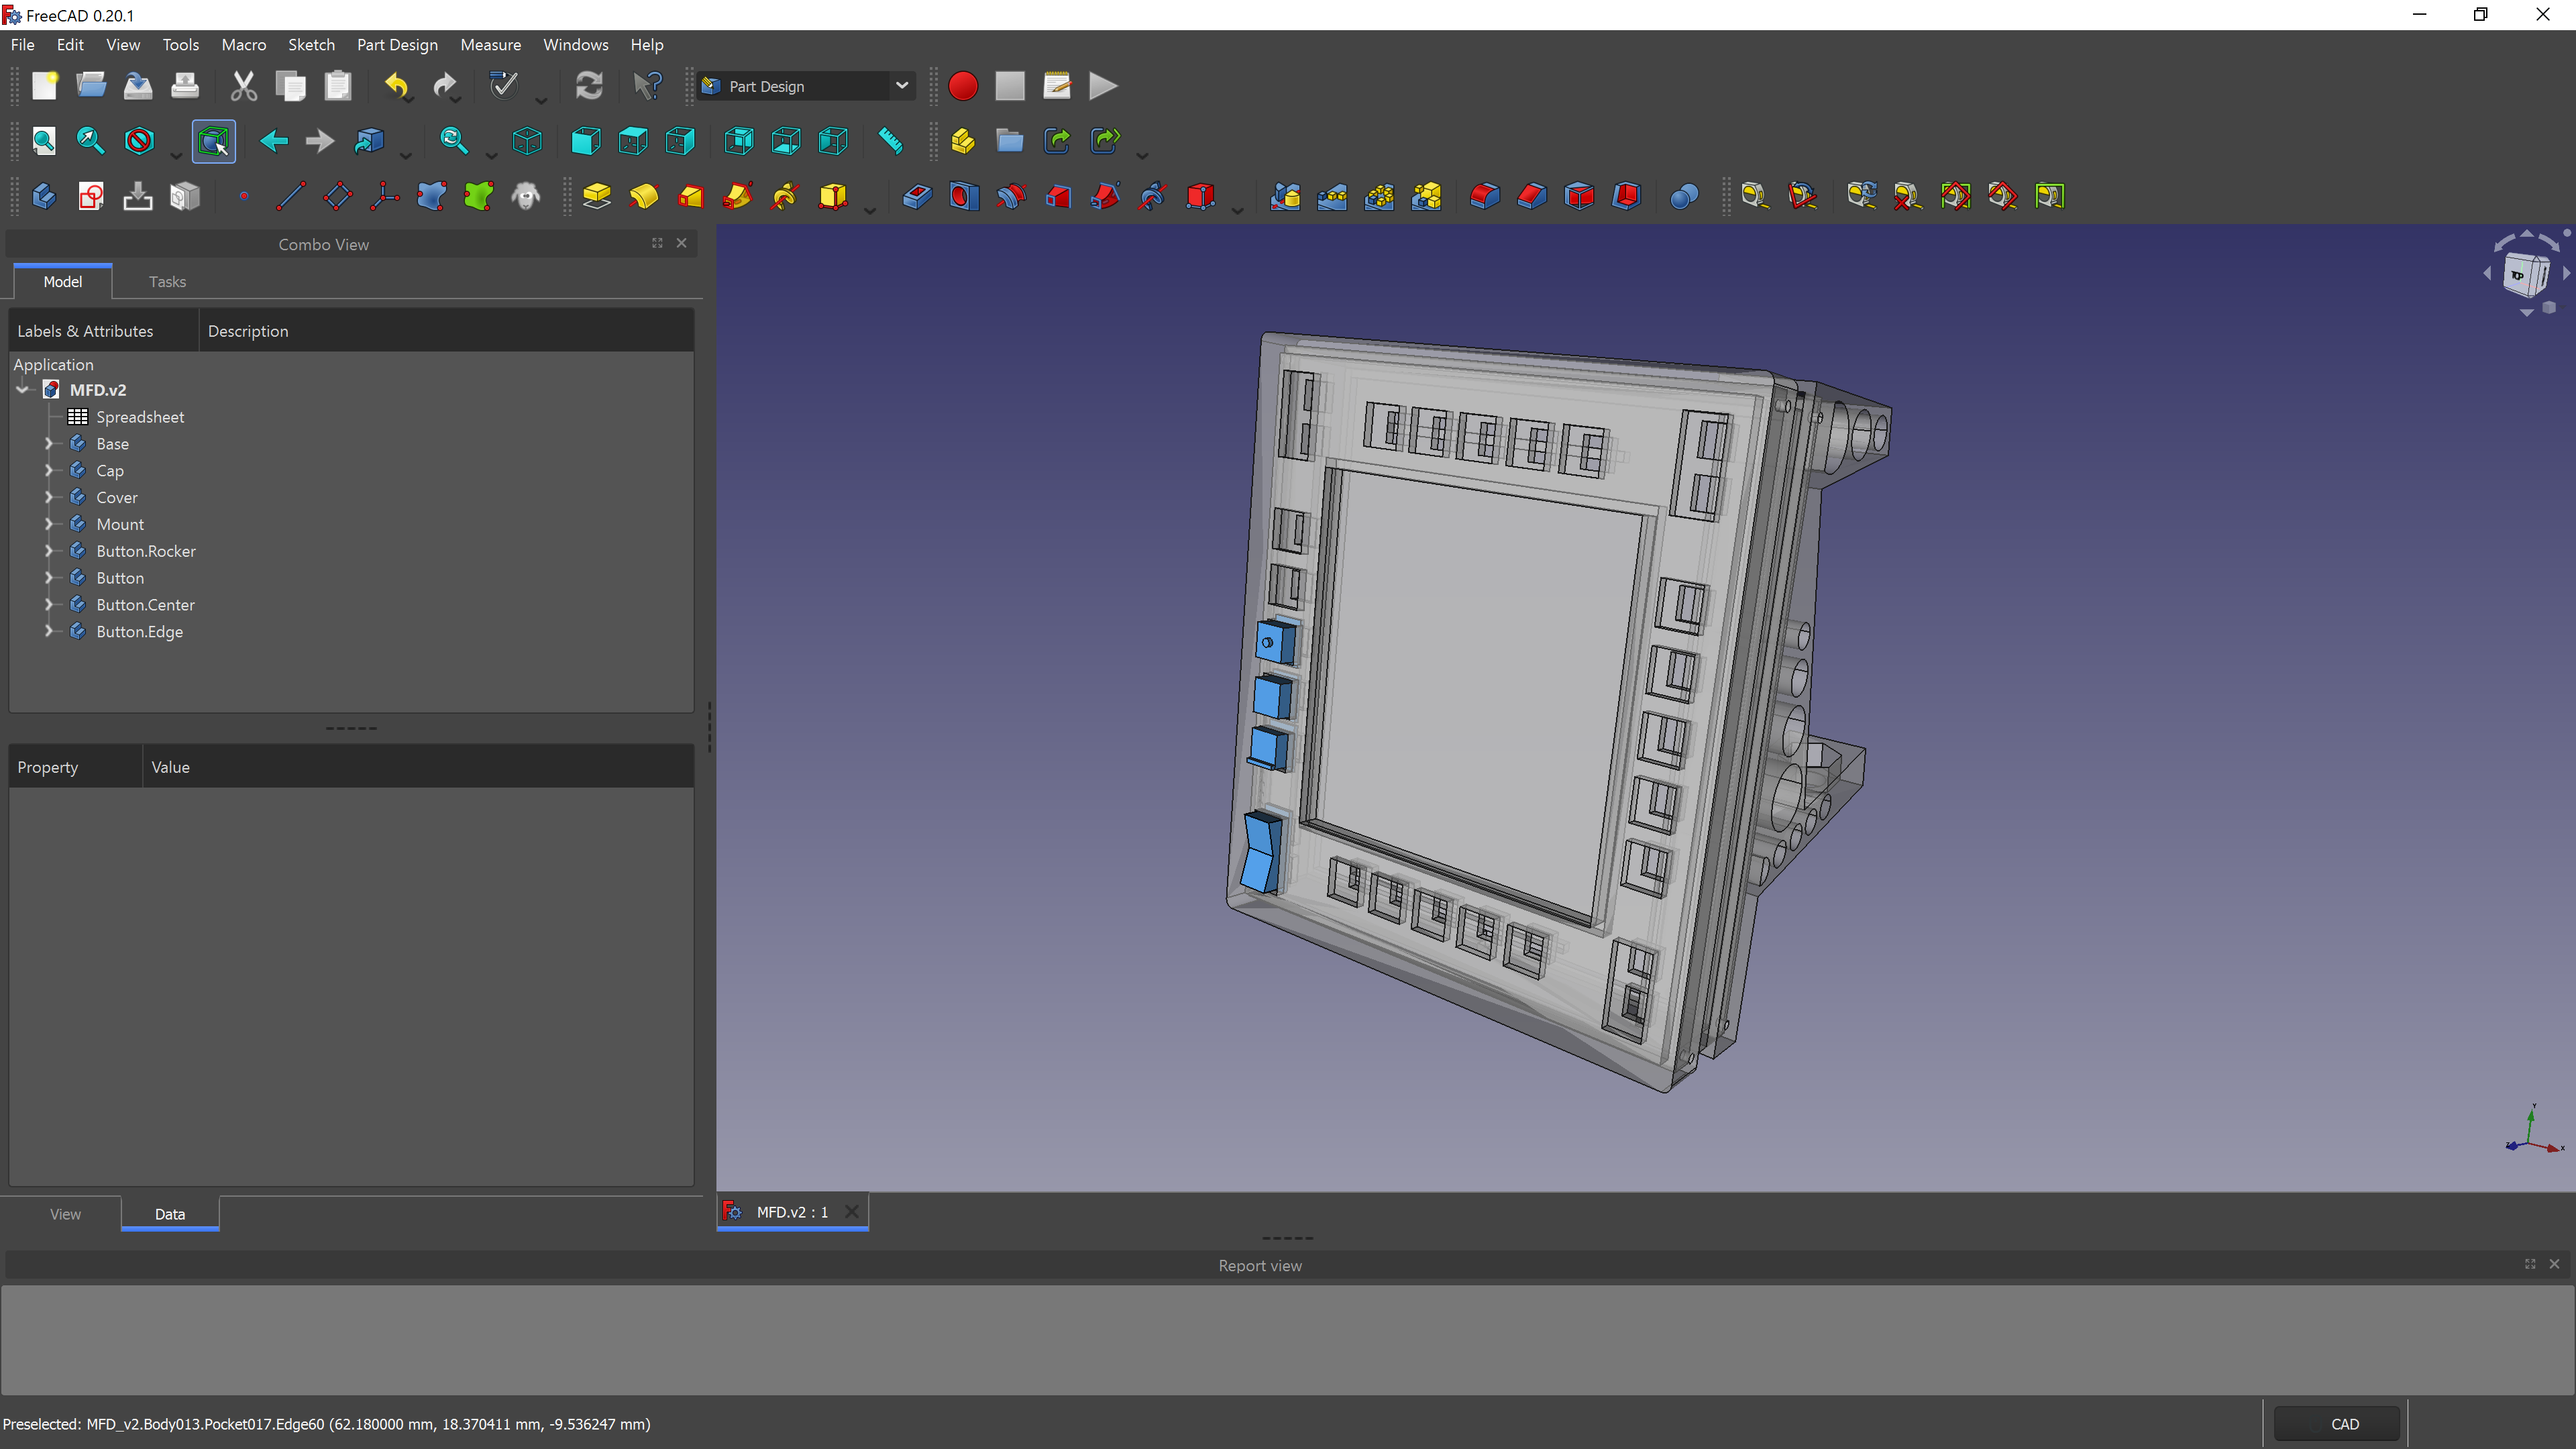 FreeCAD 0.20.1
File Edit View Tools Macro Sketch Part Design Measure Windows Help
Part Design
Combo View
Model Tasks
Labels & Attributes Description
Application
MFD.v2
Spreadsheet
Base
Cap
Cover
Mount
Button.Rocker
Button
Button.Center
Button.Edge
Property Value
View Data
TOP
Y
Z
X
MFD.v2 : 1
Report view
Preselected: MFD_v2.Body013.Pocket017.Edge60 (62.180000 mm, 18.370411 mm, -9.536247 mm)
CAD